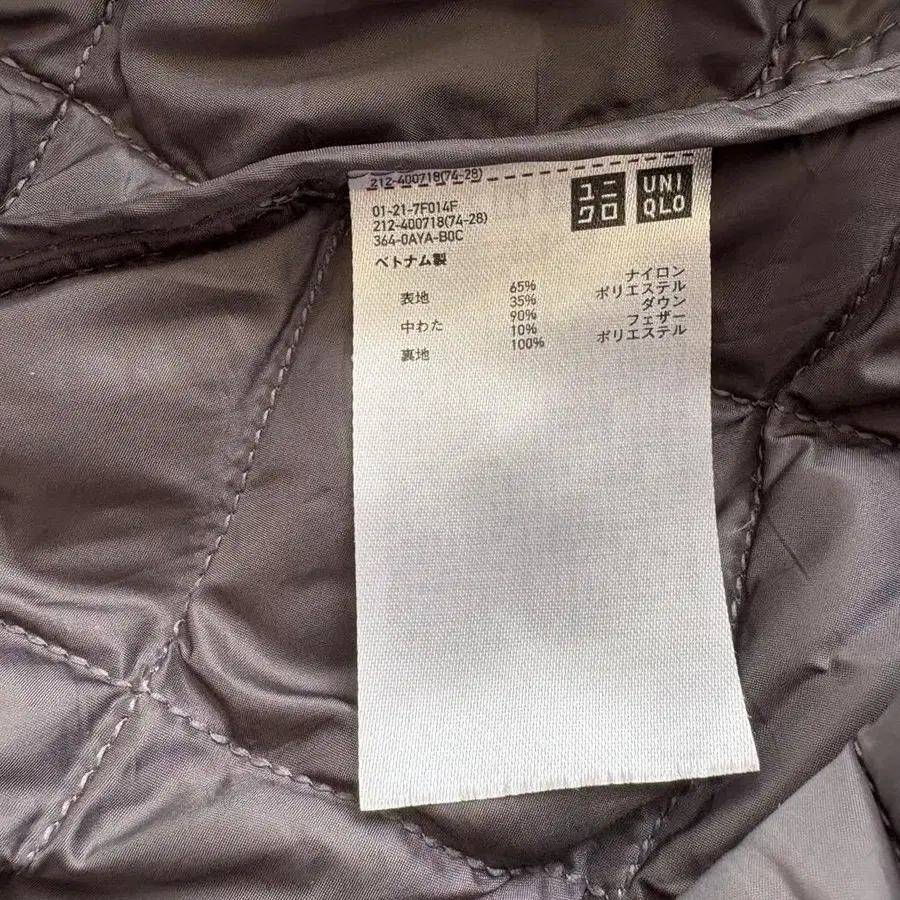 212-400718(74-28)
ユニ
クロ
UNI
QLO
01-21-7F014F
212-400718(74-28)
364-0AYA-B0C
ベトナム製
表地 65% ナイロン
35% ポリエステル
中わた 90% ダウン
10% フェザー
裏地 100% ポリエステル